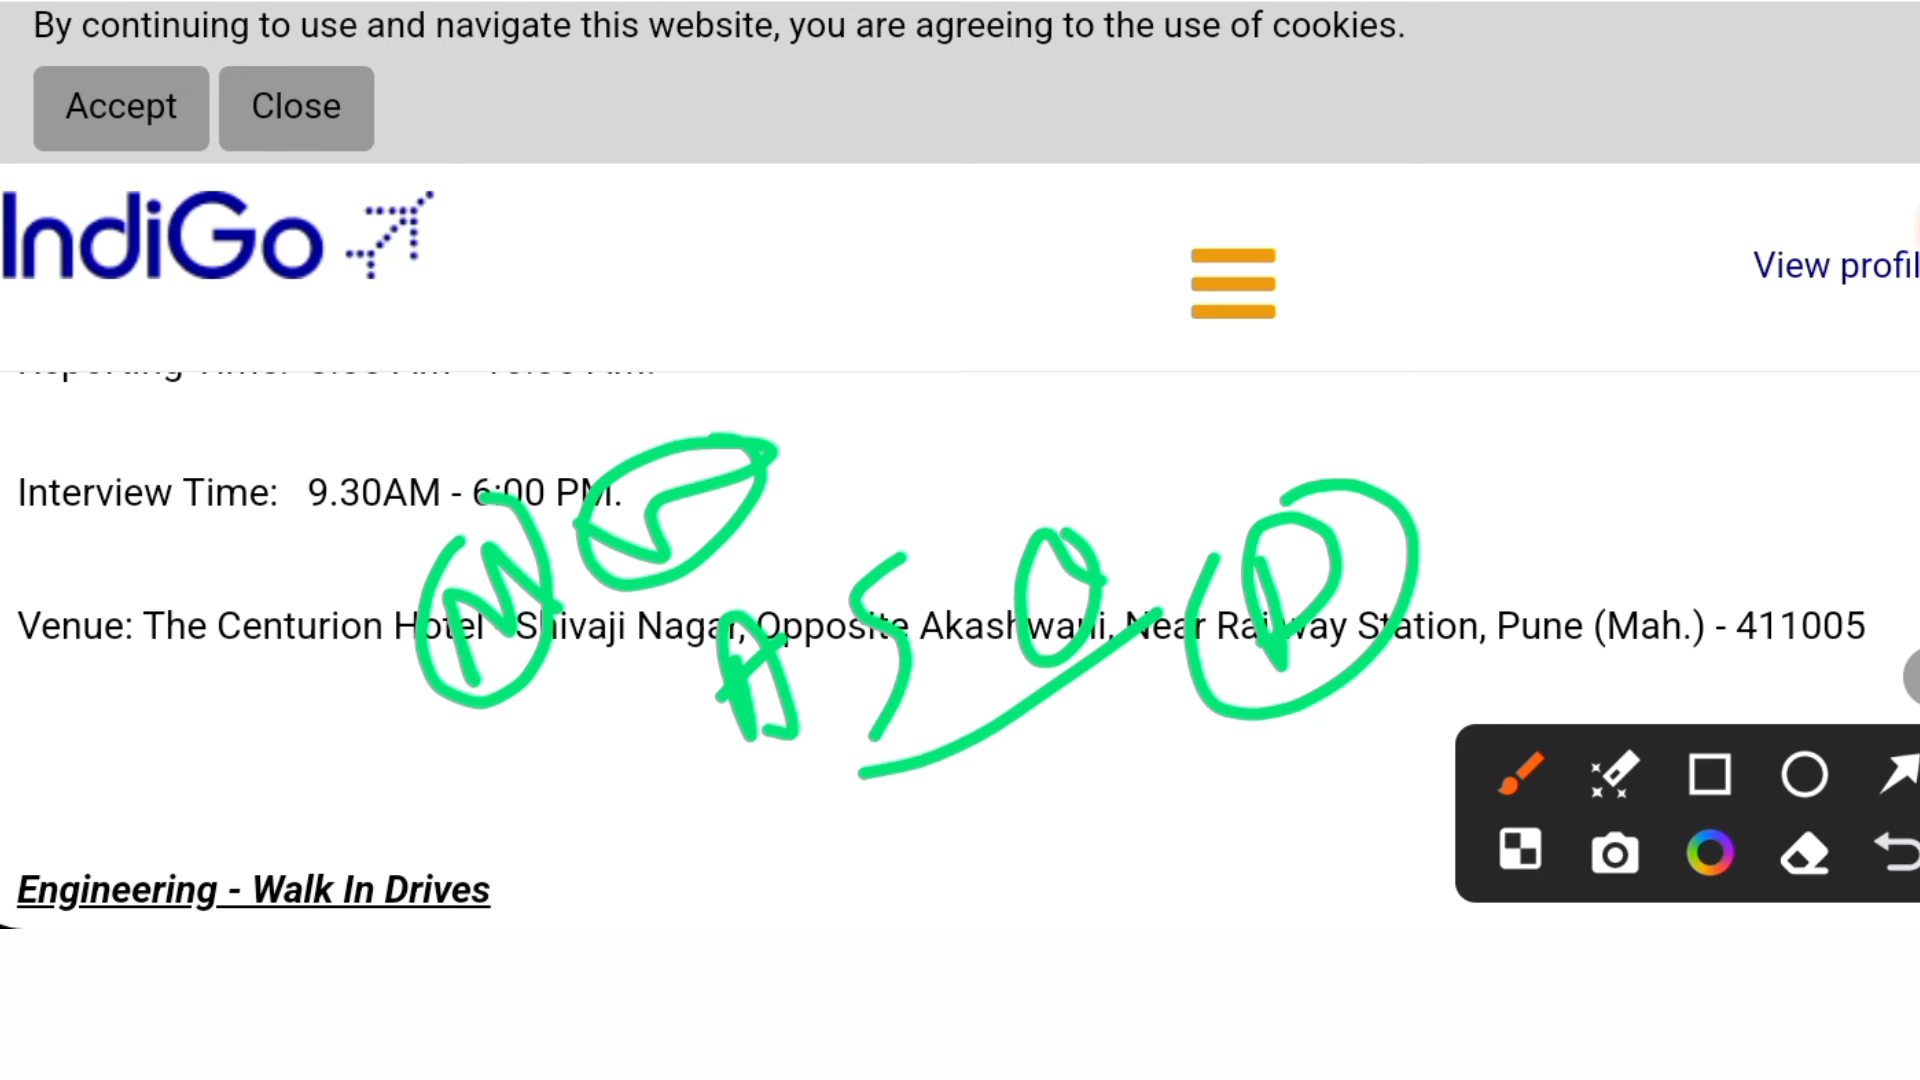 By continuing to use and navigate this website, you are agreeing to the use of cookies.
Accept Close
IndiGo
View profil
Interview Time: 9.30AM - 6:00 PM.
Venue: The Centurion Hotel Shivaji Nagar, Opposite Akashwani, Near Railway Station, Pune (Mah.) - 411005
Engineering - Walk In Drives